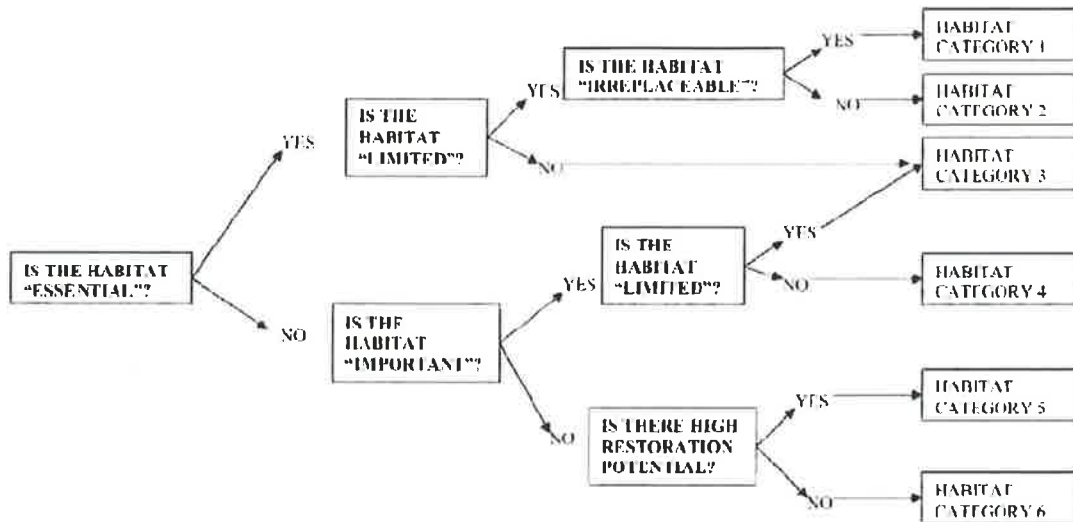 YES
HABITAT
CATEGORY 1
IS THE HABITAT
“IRREPLACEABLE”?
YES
NO
HABITAT
CATEGORY 2
IS THE
HABITAT
“LIMITED”?
YES
NO
HABITAT
CATEGORY 3
IS THE HABITAT
“ESSENTIAL”?
YES
IS THE
HABITAT
“LIMITED”?
YES
NO
HABITAT
CATEGORY 4
NO
IS THE
HABITAT
“IMPORTANT”?
YES
NO
IS THERE HIGH
RESTORATION
POTENTIAL?
YES
HABITAT
CATEGORY 5
NO
HABITAT
CATEGORY 6